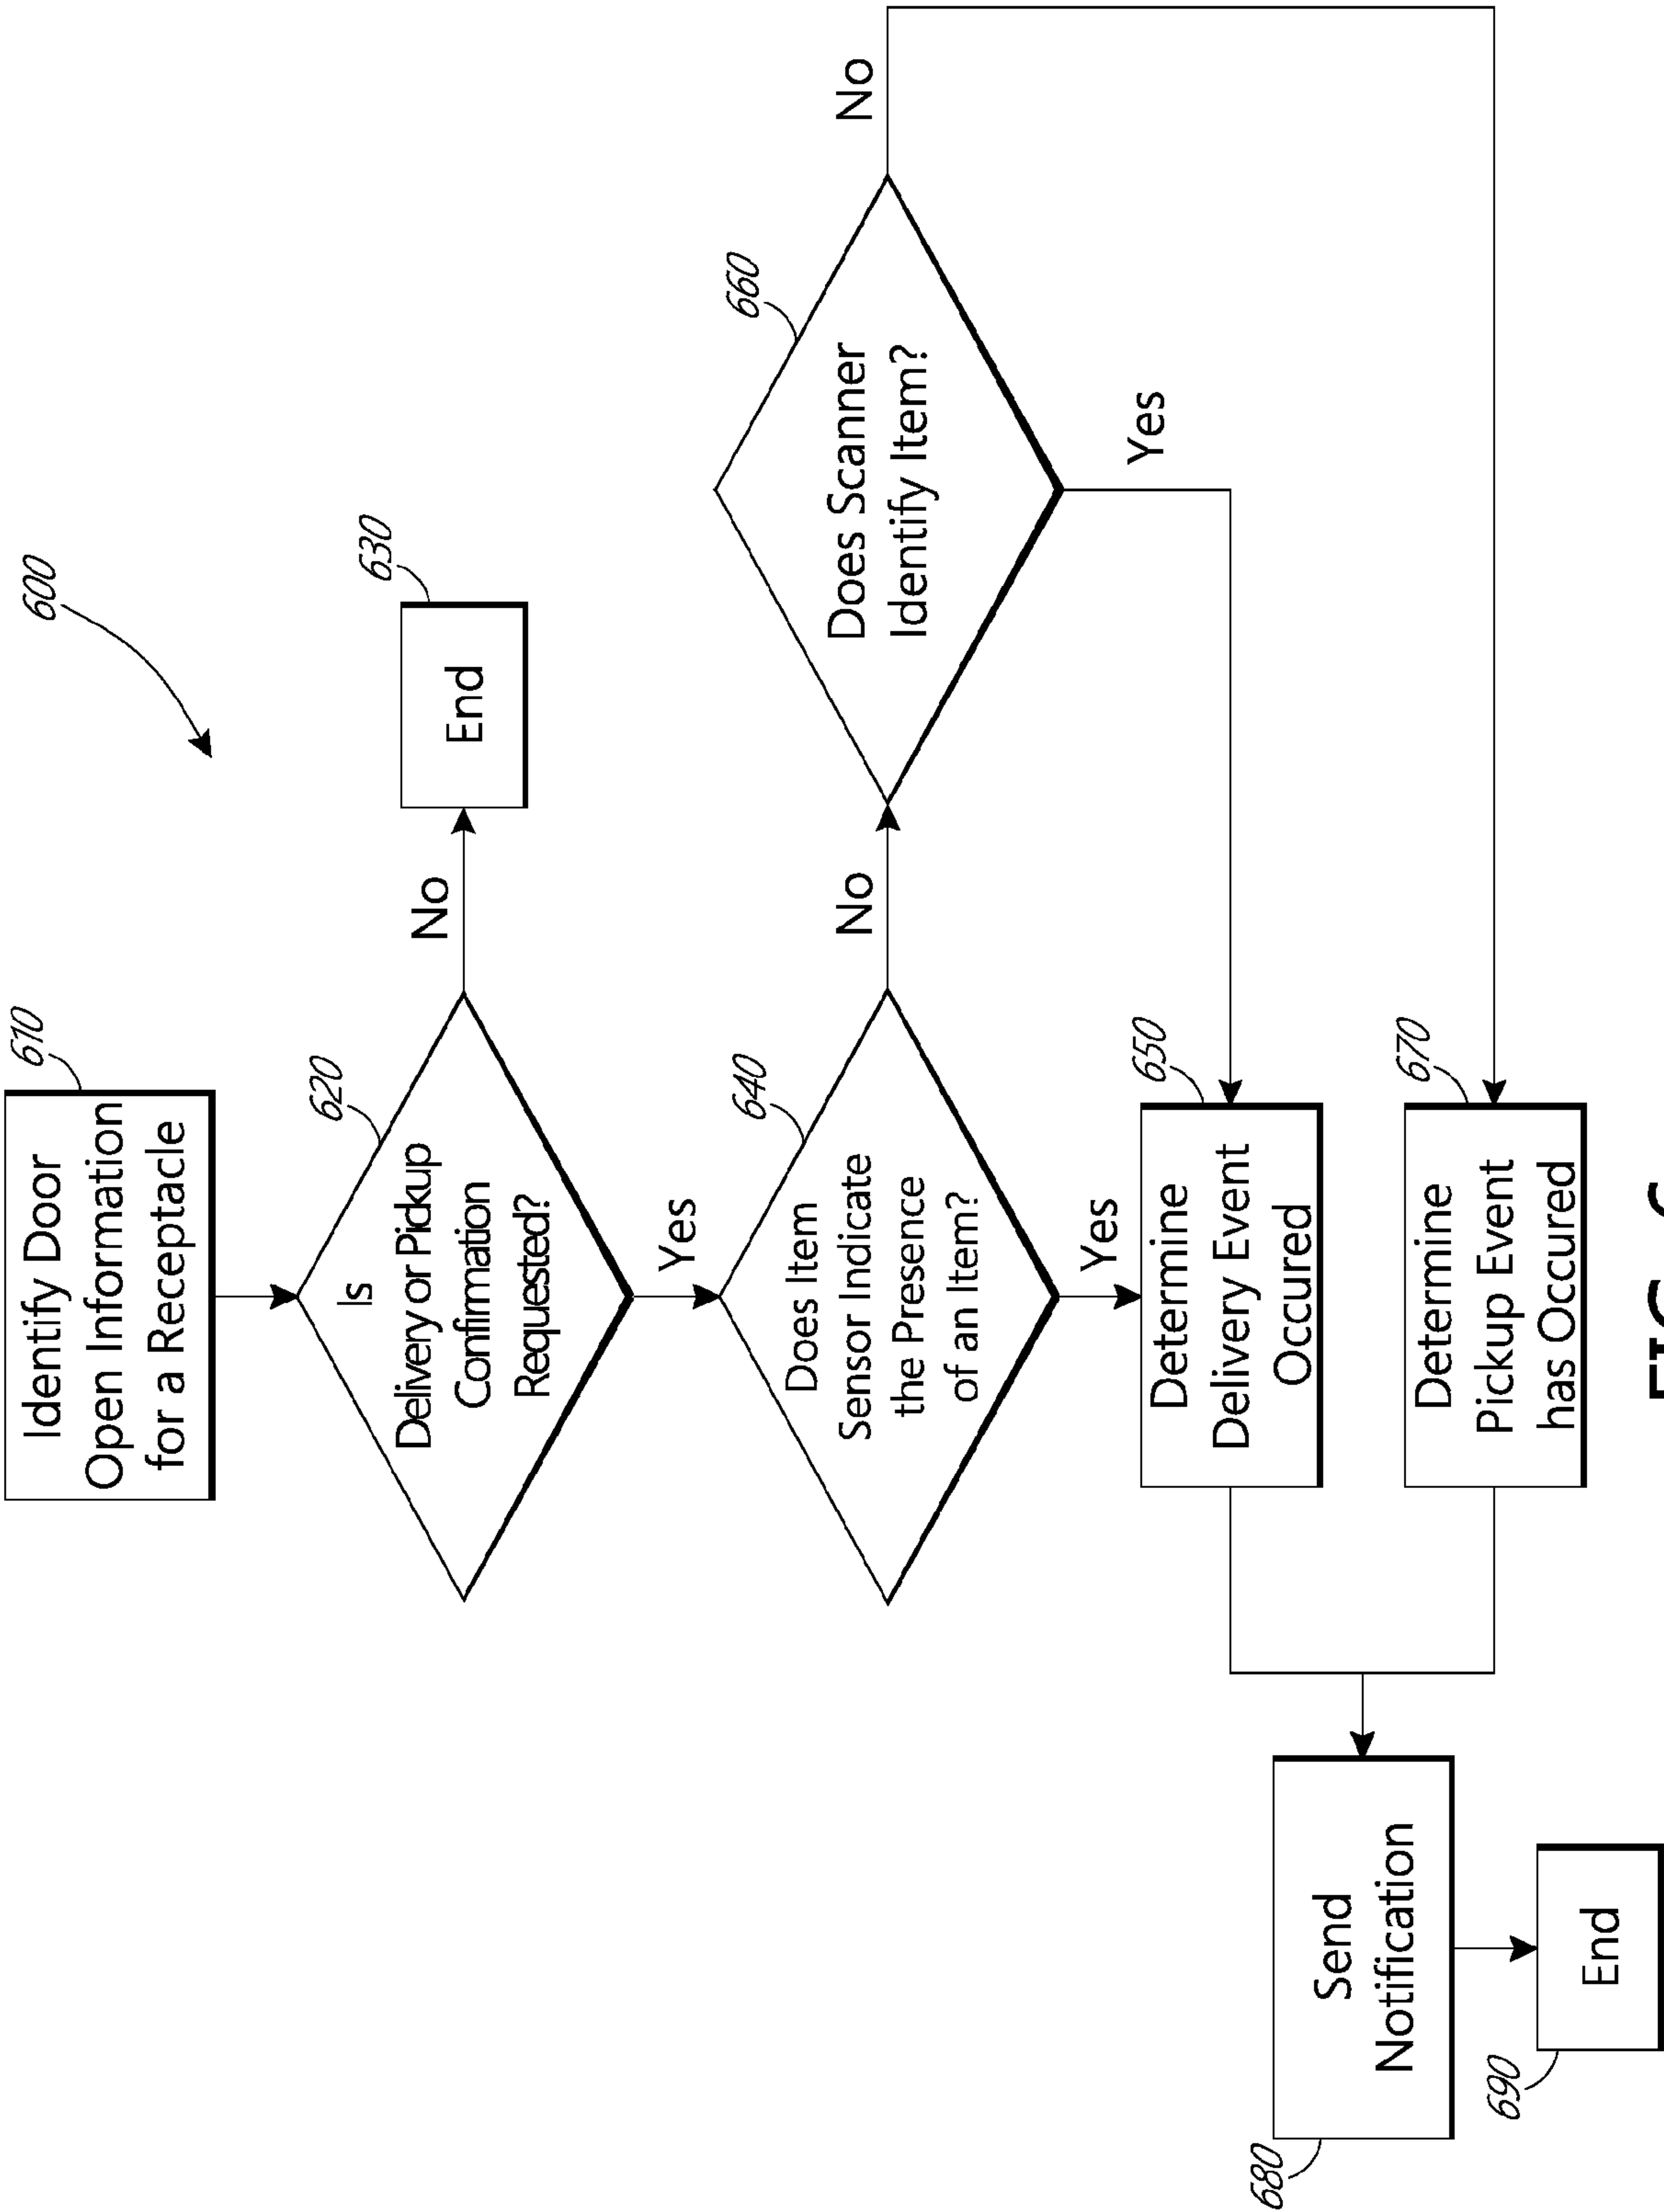 600
610
Identify Door
Open Information
for a Receptacle
620
Is
Delivery or Pickup
Confirmation
Requested?
No
630
End
Yes
640
Does Item
Sensor Indicate
the Presence
of an Item?
No
660
Does Scanner
Identify Item?
No
Yes
Yes
650
Determine
Delivery Event
Occured
670
Determine
Pickup Event
has Occured
680
Send
Notification
690
End